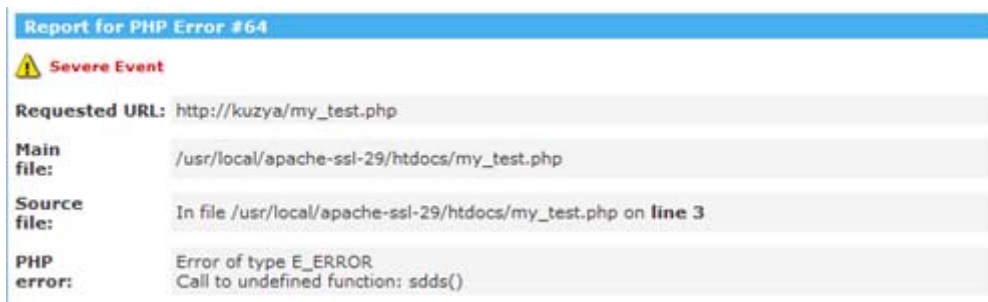 Report for PHP Error #64
Severe Event
Requested URL: http://kuzya/my_test.php
Main file: /usr/local/apache-ssl-29/htdocs/my_test.php
Source file: In file /usr/local/apache-ssl-29/htdocs/my_test.php on line 3
PHP error: Error of type E_ERROR
Call to undefined function: sdds()